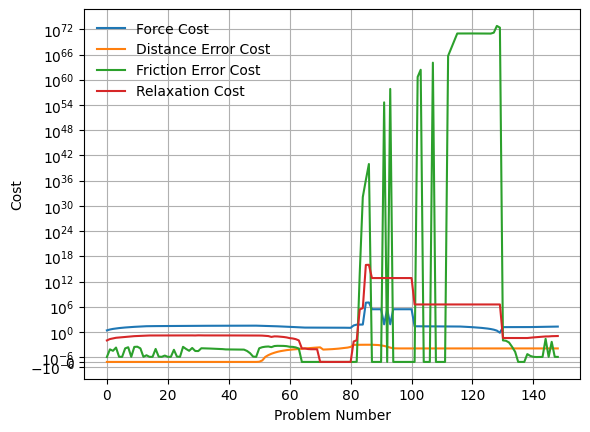 10^72
10^66
10^60
10^54
10^48
10^42
10^36
10^30
10^24
10^18
10^12
10^6
10^0
10^-6
0
Cost
Force Cost
Distance Error Cost
Friction Error Cost
Relaxation Cost
0 20 40 60 80 100 120 140
Problem Number